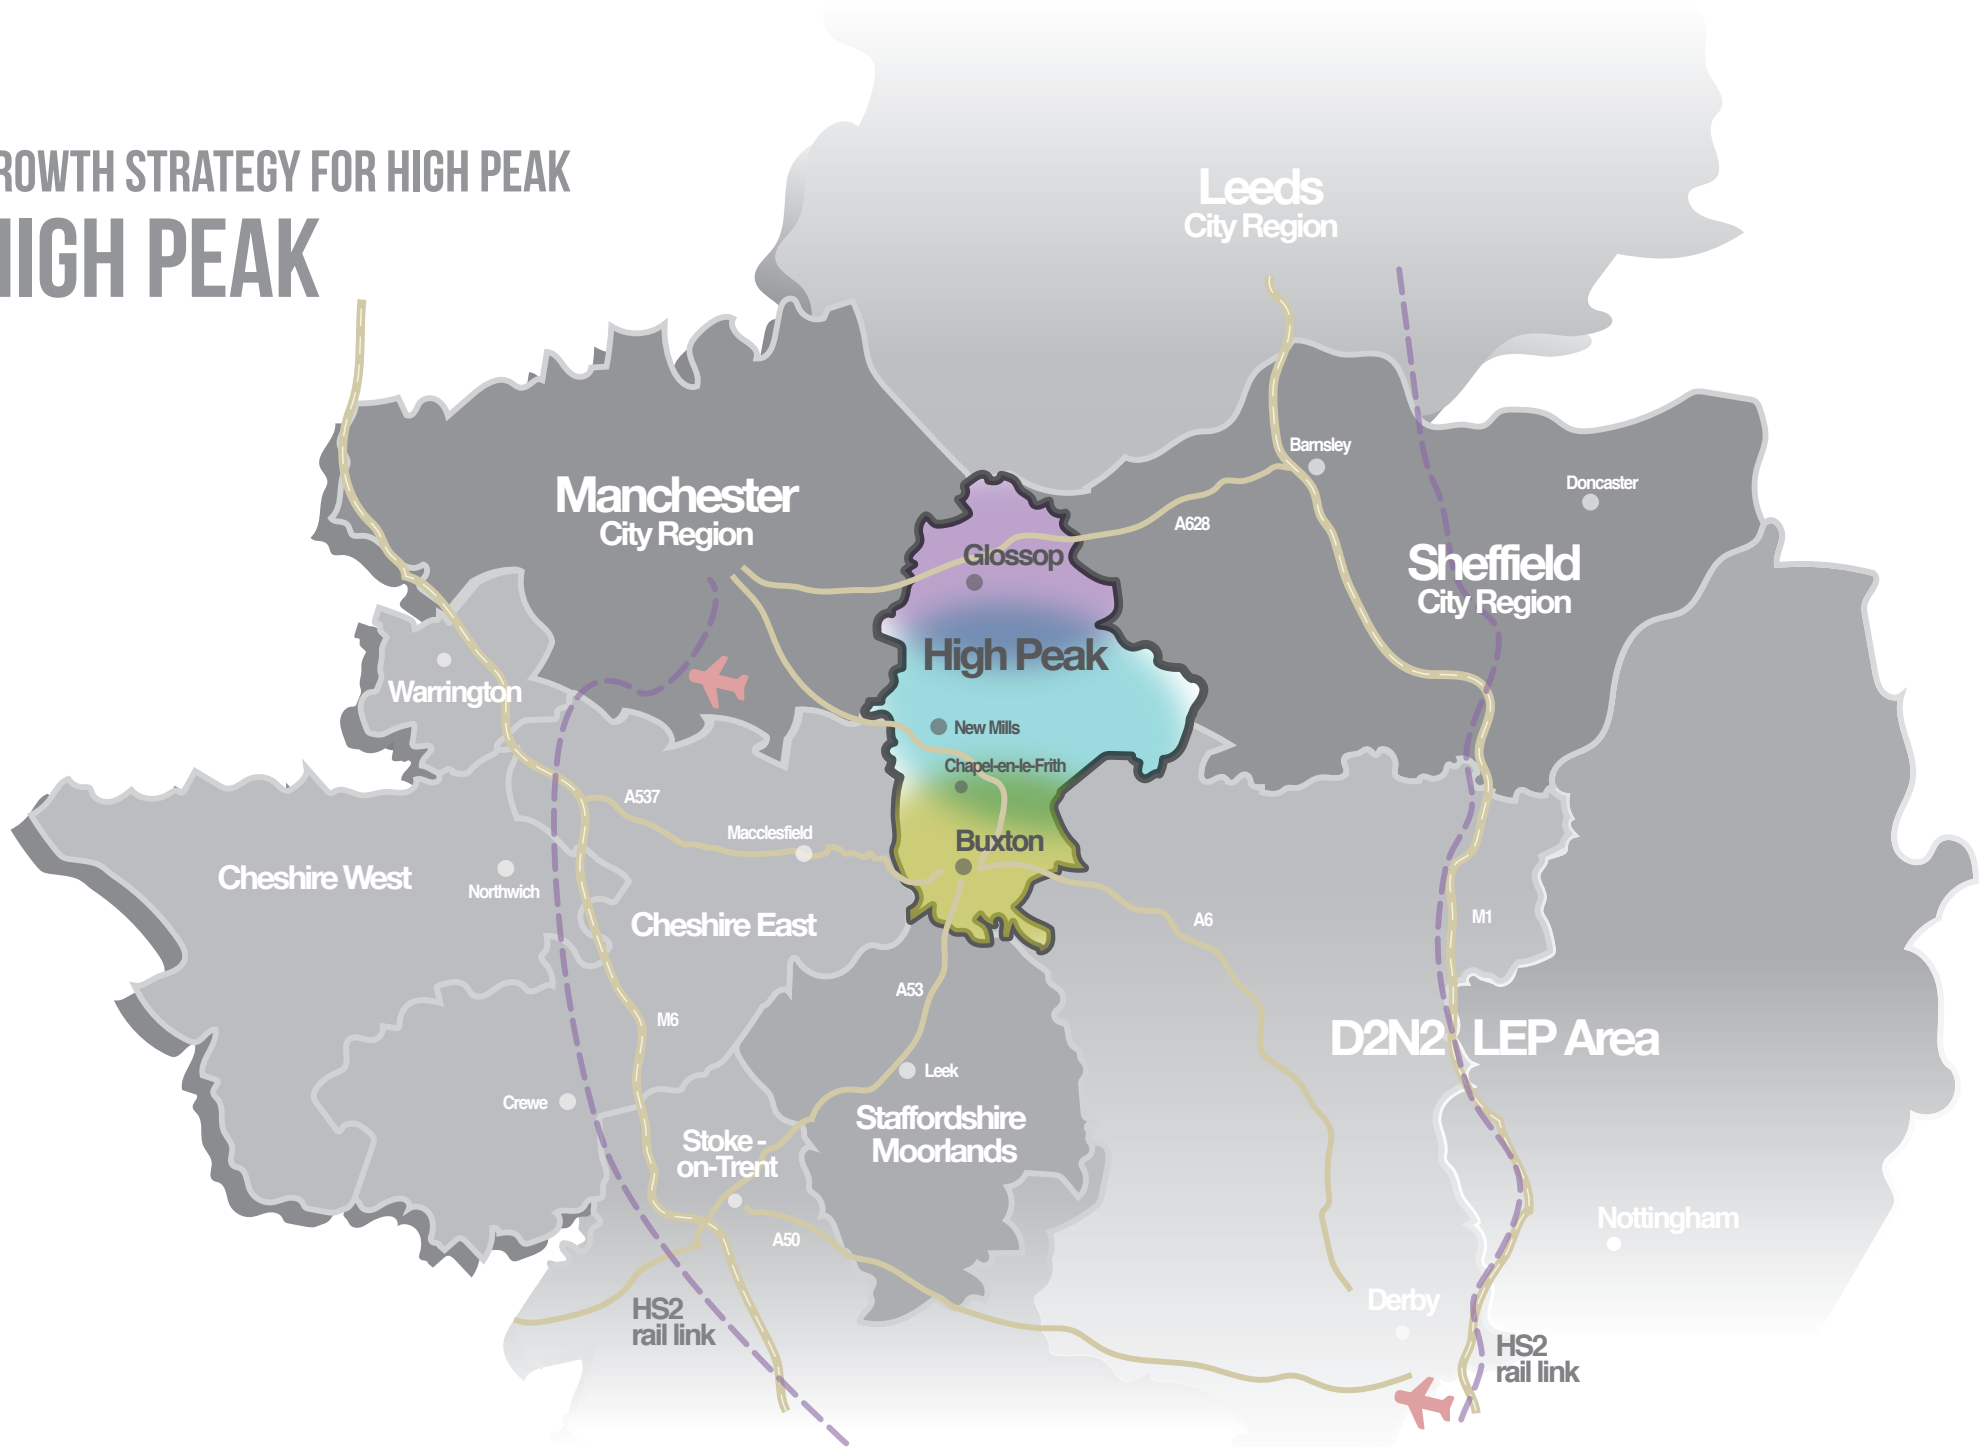 ROWTH STRATEGY FOR HIGH PEAK
HIGH PEAK
Leeds
City Region
Barnsley
Doncaster
Manchester
City Region
A628
Glossop
Sheffield
City Region
High Peak
Warrington
New Mills
Chapel-en-le-Frith
A537
Macclesfield
Buxton
Cheshire West
Northwich
Cheshire East
A6
M1
A53
M6
D2N2 LEP Area
Leek
Crewe
Staffordshire
Moorlands
Stoke -
on-Trent
A50
Nottingham
HS2
rail link
Derby
HS2
rail link